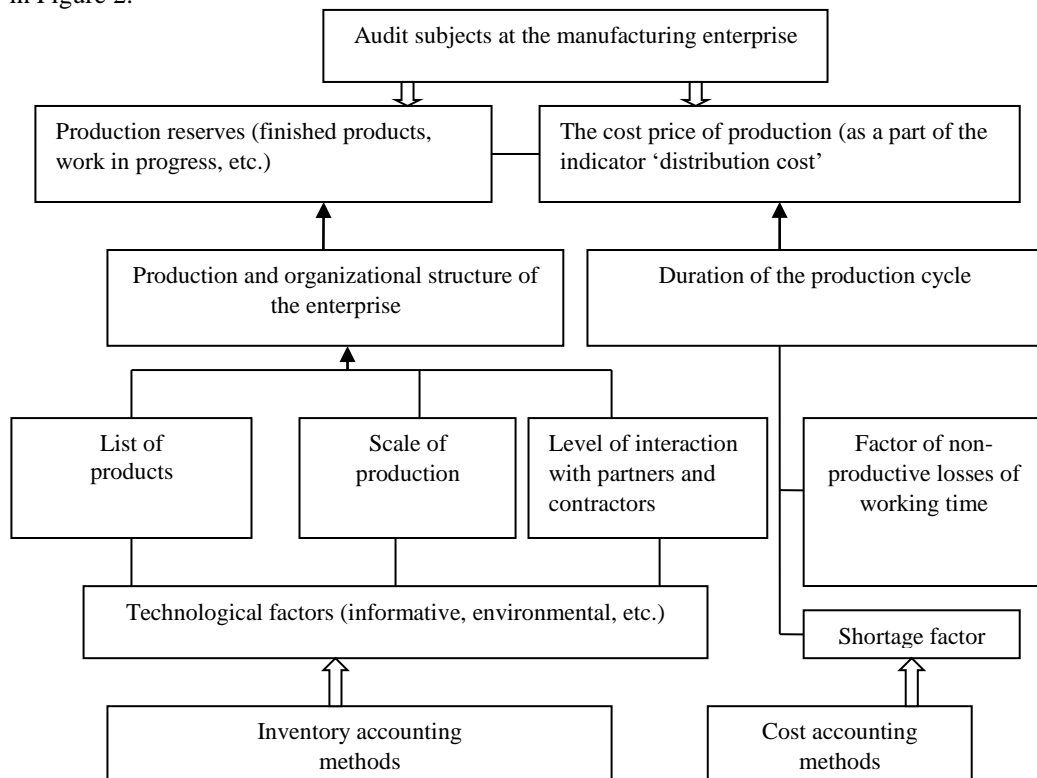 in Figure 2.
Audit subjects at the manufacturing enterprise
Production reserves (finished products,
work in progress, etc.)
The cost price of production (as a part of the
indicator ‘distribution cost’
Production and organizational structure of
the enterprise
Duration of the production cycle
List of
products
Scale of
production
Level of interaction
with partners and
contractors
Factor of non-
productive losses of
working time
Technological factors (informative, environmental, etc.)
Shortage factor
Inventory accounting
methods
Cost accounting
methods